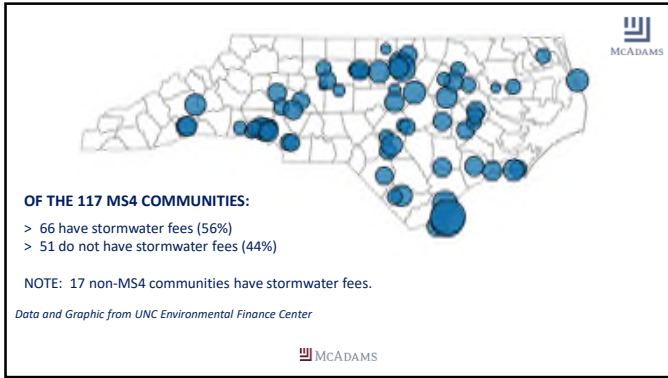 MCADAMS
OF THE 117 MS4 COMMUNITIES:
> 66 have stormwater fees (56%)
> 51 do not have stormwater fees (44%)
NOTE:  17 non-MS4 communities have stormwater fees.
Data and Graphic from UNC Environmental Finance Center
MCADAMS